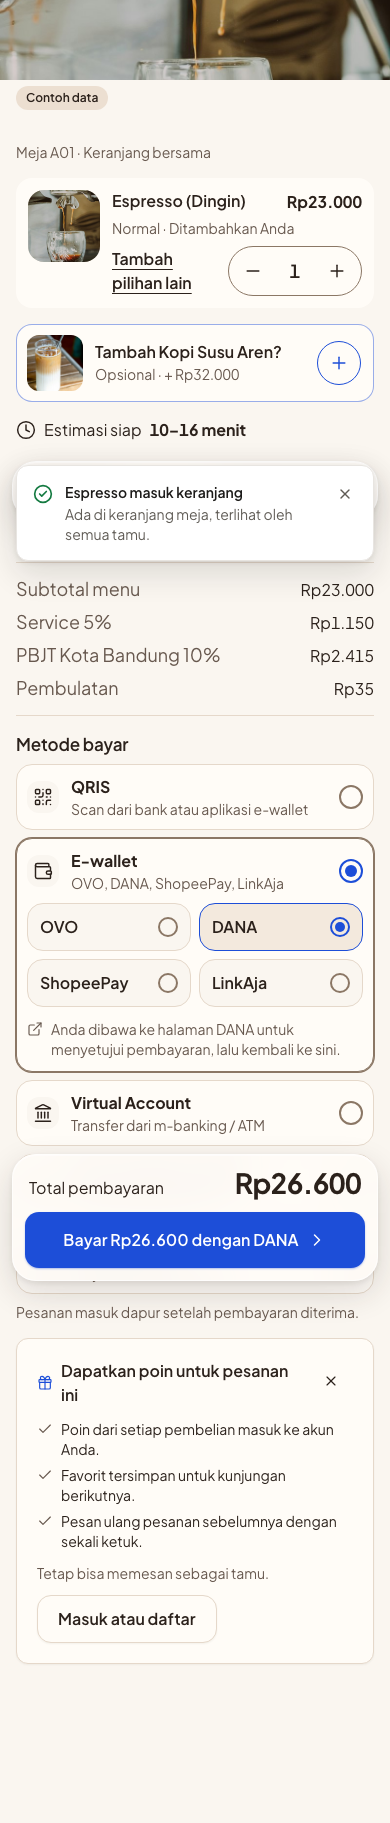 Contoh data
Meja A01 · Keranjang bersama
Espresso (Dingin)
Rp23.000
Normal · Ditambahkan Anda
Tambah
pilihan lain
1
Tambah Kopi Susu Aren?
Opsional · + Rp32.000
Estimasi siap 10–16 menit
Espresso masuk keranjang
Ada di keranjang meja, terlihat oleh
semua tamu.
Subtotal menu Rp23.000
Service 5% Rp1.150
PBJT Kota Bandung 10% Rp2.415
Pembulatan Rp35
Metode bayar
QRIS
Scan dari bank atau aplikasi e-wallet
E-wallet
OVO, DANA, ShopeePay, LinkAja
OVO
DANA
ShopeePay
LinkAja
Anda dibawa ke halaman DANA untuk
menyetujui pembayaran, lalu kembali ke sini.
Virtual Account
Transfer dari m-banking / ATM
Total pembayaran Rp26.600
Bayar Rp26.600 dengan DANA
Pesanan masuk dapur setelah pembayaran diterima.
Dapatkan poin untuk pesanan
ini
Poin dari setiap pembelian masuk ke akun
Anda.
Favorit tersimpan untuk kunjungan
berikutnya.
Pesan ulang pesanan sebelumnya dengan
sekali ketuk.
Tetap bisa memesan sebagai tamu.
Masuk atau daftar